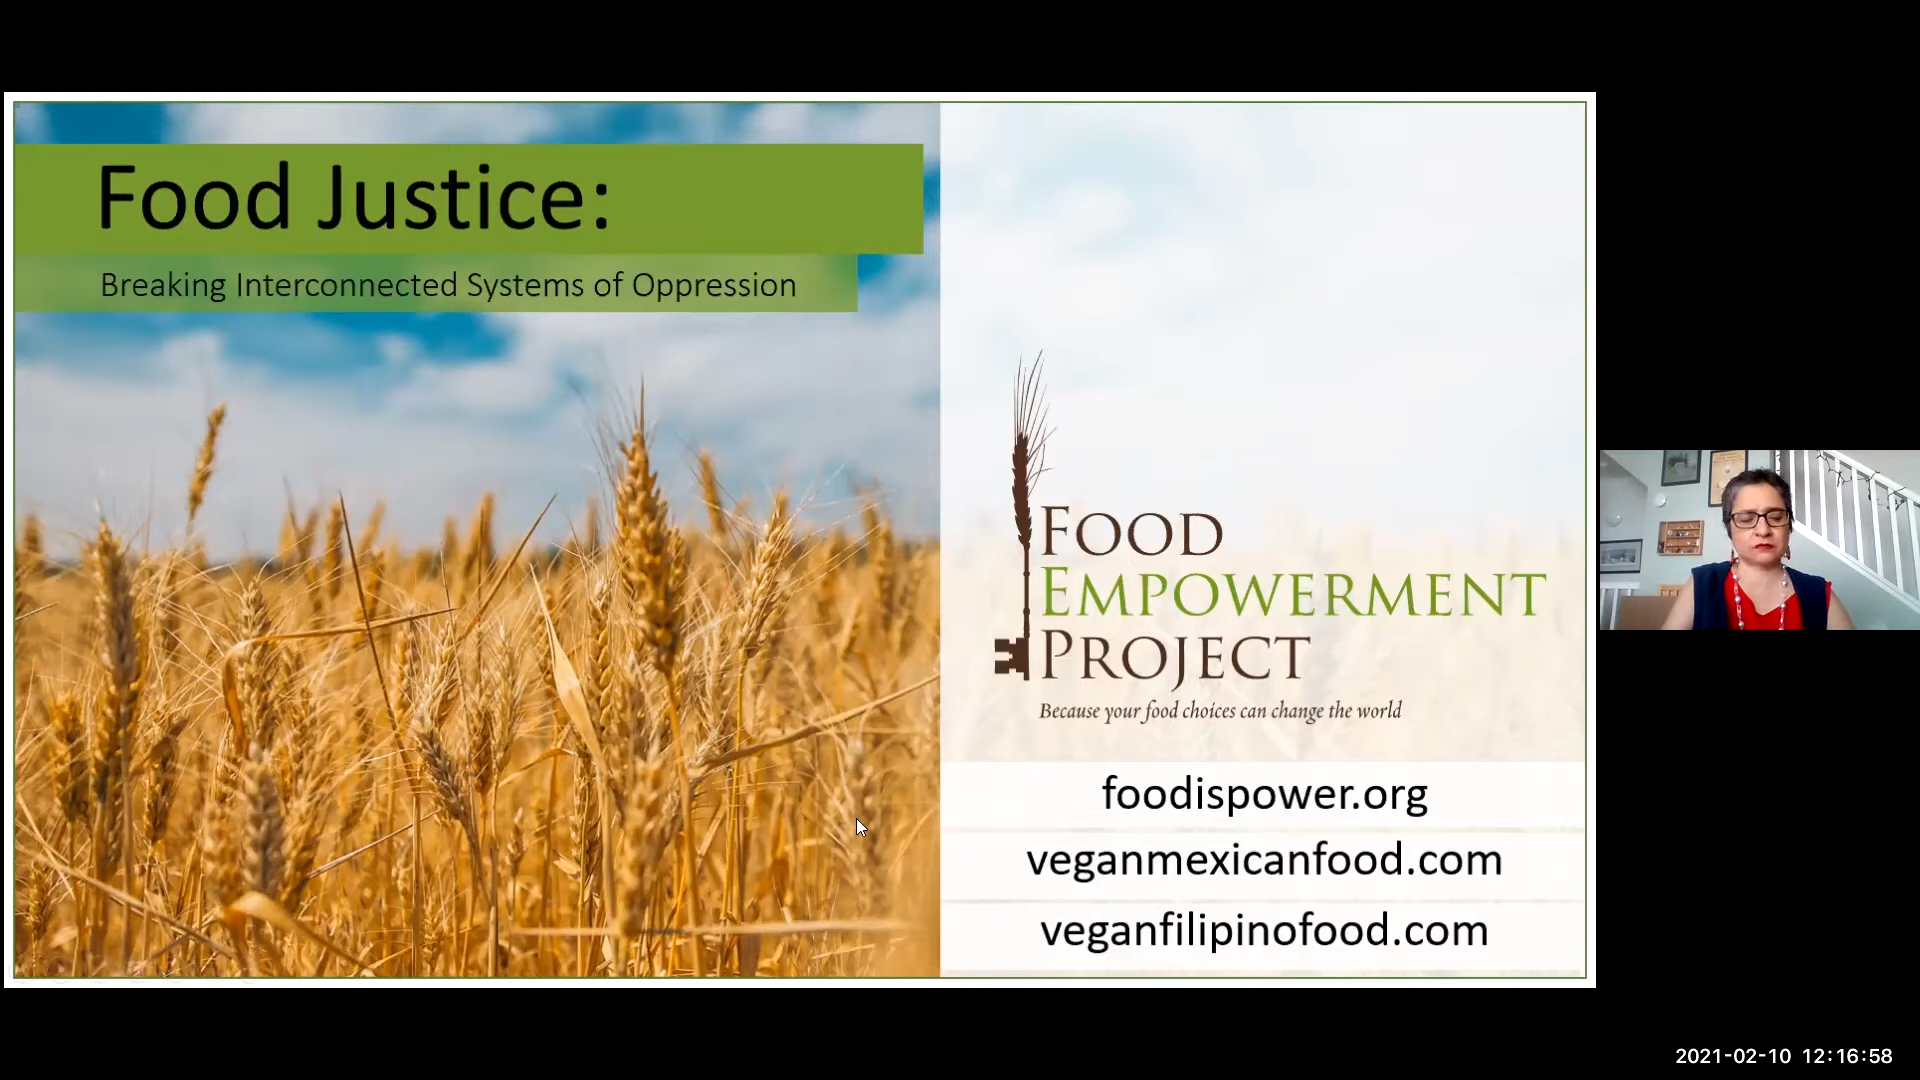 Food Justice:
Breaking Interconnected Systems of Oppression
FOOD
EMPOWERMENT
PROJECT
Because your food choices can change the world
foodispower.org
veganmexicanfood.com
veganfilipinofood.com
2021-02-10 12:16:58